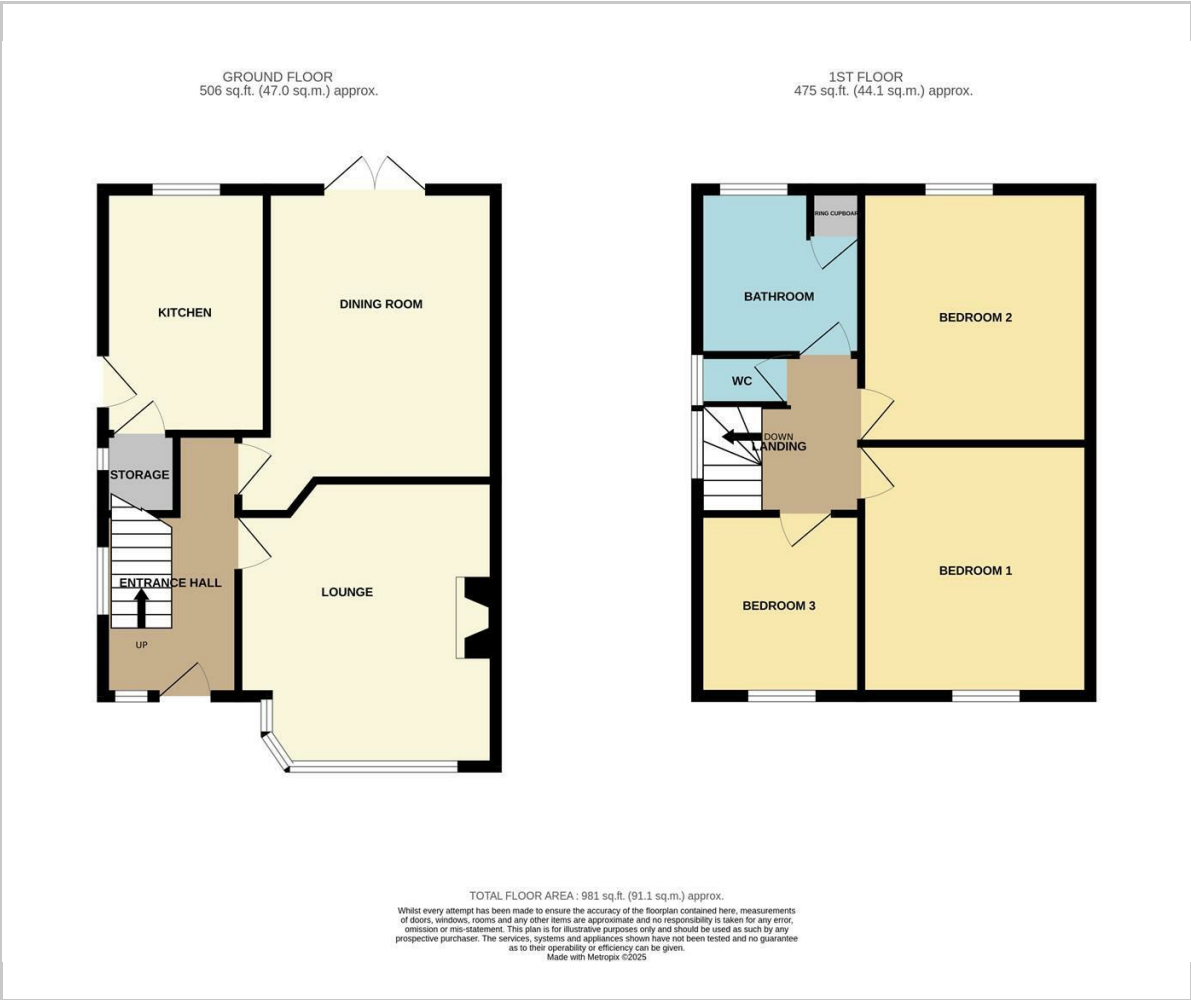 GROUND FLOOR
506 sq.ft. (47.0 sq.m.) approx.
KITCHEN
DINING ROOM
STORAGE
ENTRANCE HALL
UP
LOUNGE
1ST FLOOR
475 sq.ft. (44.1 sq.m.) approx.
RING CUPBOAR
BATHROOM
BEDROOM 2
WC
DOWN
LANDING
BEDROOM 1
BEDROOM 3
TOTAL FLOOR AREA : 981 sq.ft. (91.1 sq.m.) approx.
Whilst every attempt has been made to ensure the accuracy of the floorplan contained here, measurements
of doors, windows, rooms and any other items are approximate and no responsibility is taken for any error,
omission or mis-statement. This plan is for illustrative purposes only and should be used as such by any
prospective purchaser. The services, systems and appliances shown have not been tested and no guarantee
as to their operability or efficiency can be given.
Made with Metropix ©2025